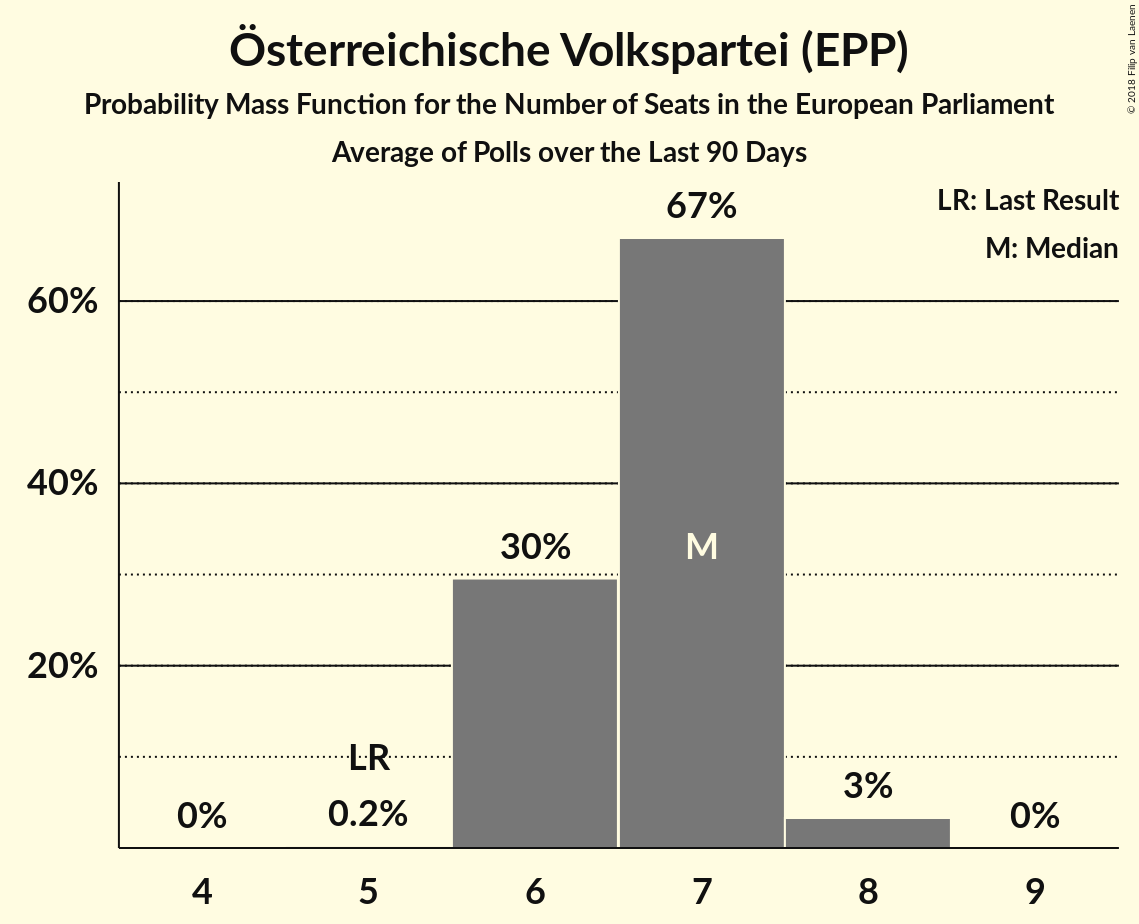 Österreichische Volkspartei (EPP)
Probability Mass Function for the Number of Seats in the European Parliament
Average of Polls over the Last 90 Days
© 2018 Filip van Laenen
LR: Last Result
M: Median
67%
60%
40%
30%
M
20%
LR
0%
0.2%
3%
0%
4 5 6 7 8 9